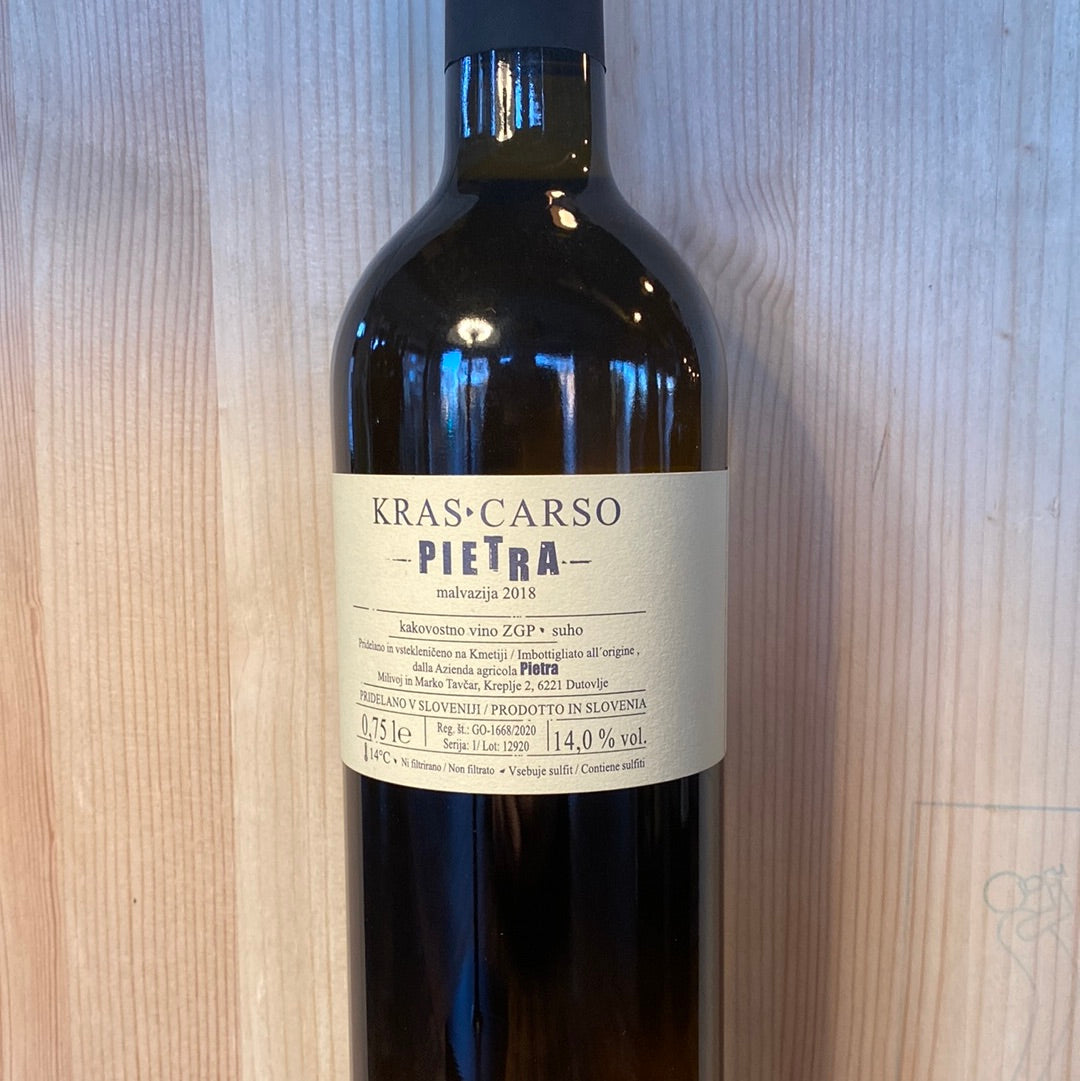 KRAS·CARSO
PIETRA
malvazija 2018
kakovostno vino ZGP · suho
Pridelano in vstekleničeno na Kmetiji / Imbottigliato all´origine,
dalla Azienda agricola Pietra
Milivoj in Marko Tavčar, Kreplje 2, 6221 Dutovlje
PRIDELANO V SLOVENIJI / PRODOTTO IN SLOVENIA
0,75 l e
Reg. št.: GO-1668/2020
Serija: 1/ Lot: 12920
14,0 % vol.
14°C · Ni filtrirano / Non filtrato · Vsebuje sulfit / Contiene sulfiti